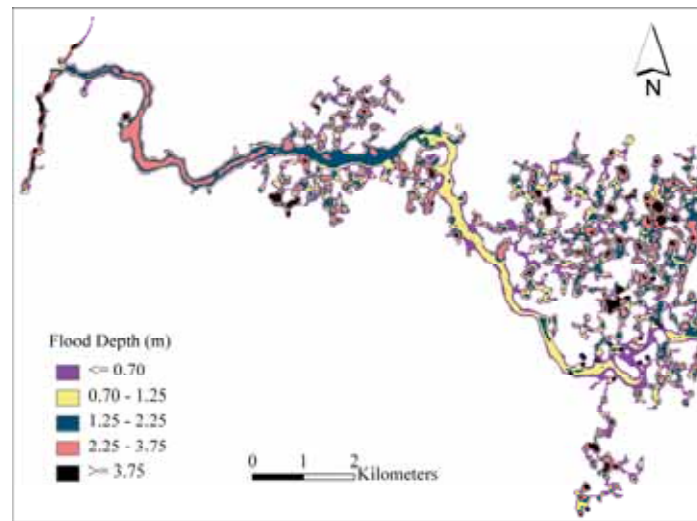 N
Flood Depth (m)
<= 0.70
0.70 - 1.25
1.25 - 2.25
2.25 - 3.75
>= 3.75
0 1 2
Kilometers